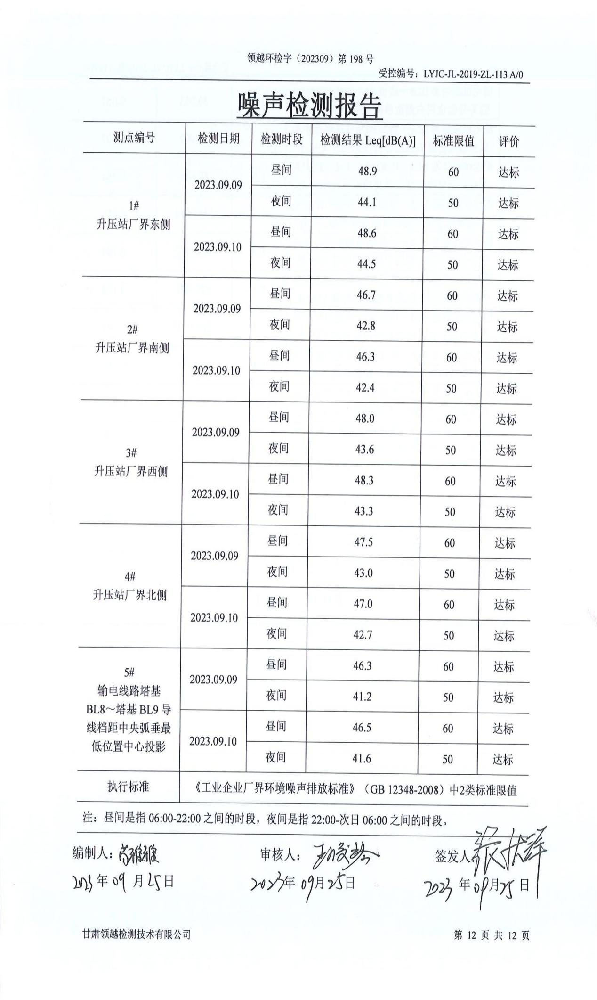 领越环检字（202309）第 198 号
受控编号：LYJC-JL-2019-ZL-113 A/0
噪声检测报告
测点编号 检测日期 检测时段 检测结果 Leq[dB(A)] 标准限值 评价
1#
升压站厂界东侧
2023.09.09 昼间 48.9 60 达标
夜间 44.1 50 达标
2023.09.10 昼间 48.6 60 达标
夜间 44.5 50 达标
2#
升压站厂界南侧
2023.09.09 昼间 46.7 60 达标
夜间 42.8 50 达标
2023.09.10 昼间 46.3 60 达标
夜间 42.4 50 达标
3#
升压站厂界西侧
2023.09.09 昼间 48.0 60 达标
夜间 43.6 50 达标
2023.09.10 昼间 48.3 60 达标
夜间 43.3 50 达标
4#
升压站厂界北侧
2023.09.09 昼间 47.5 60 达标
夜间 43.0 50 达标
2023.09.10 昼间 47.0 60 达标
夜间 42.7 50 达标
5#
输电线路塔基
BL8～塔基 BL9 导
线档距中央弧垂最
低位置中心投影
2023.09.09 昼间 46.3 60 达标
夜间 41.2 50 达标
2023.09.10 昼间 46.5 60 达标
夜间 41.6 50 达标
执行标准 《工业企业厂界环境噪声排放标准》（GB 12348-2008）中2类标准限值
注：昼间是指 06:00-22:00 之间的时段，夜间是指 22:00-次日 06:00 之间的时段。
编制人： 审核人： 签发人：
2023 年 09 月 25 日 2023 年 09 月 25 日 2023 年 09 月 25 日
甘肃领越检测技术有限公司 第 12 页 共 12 页